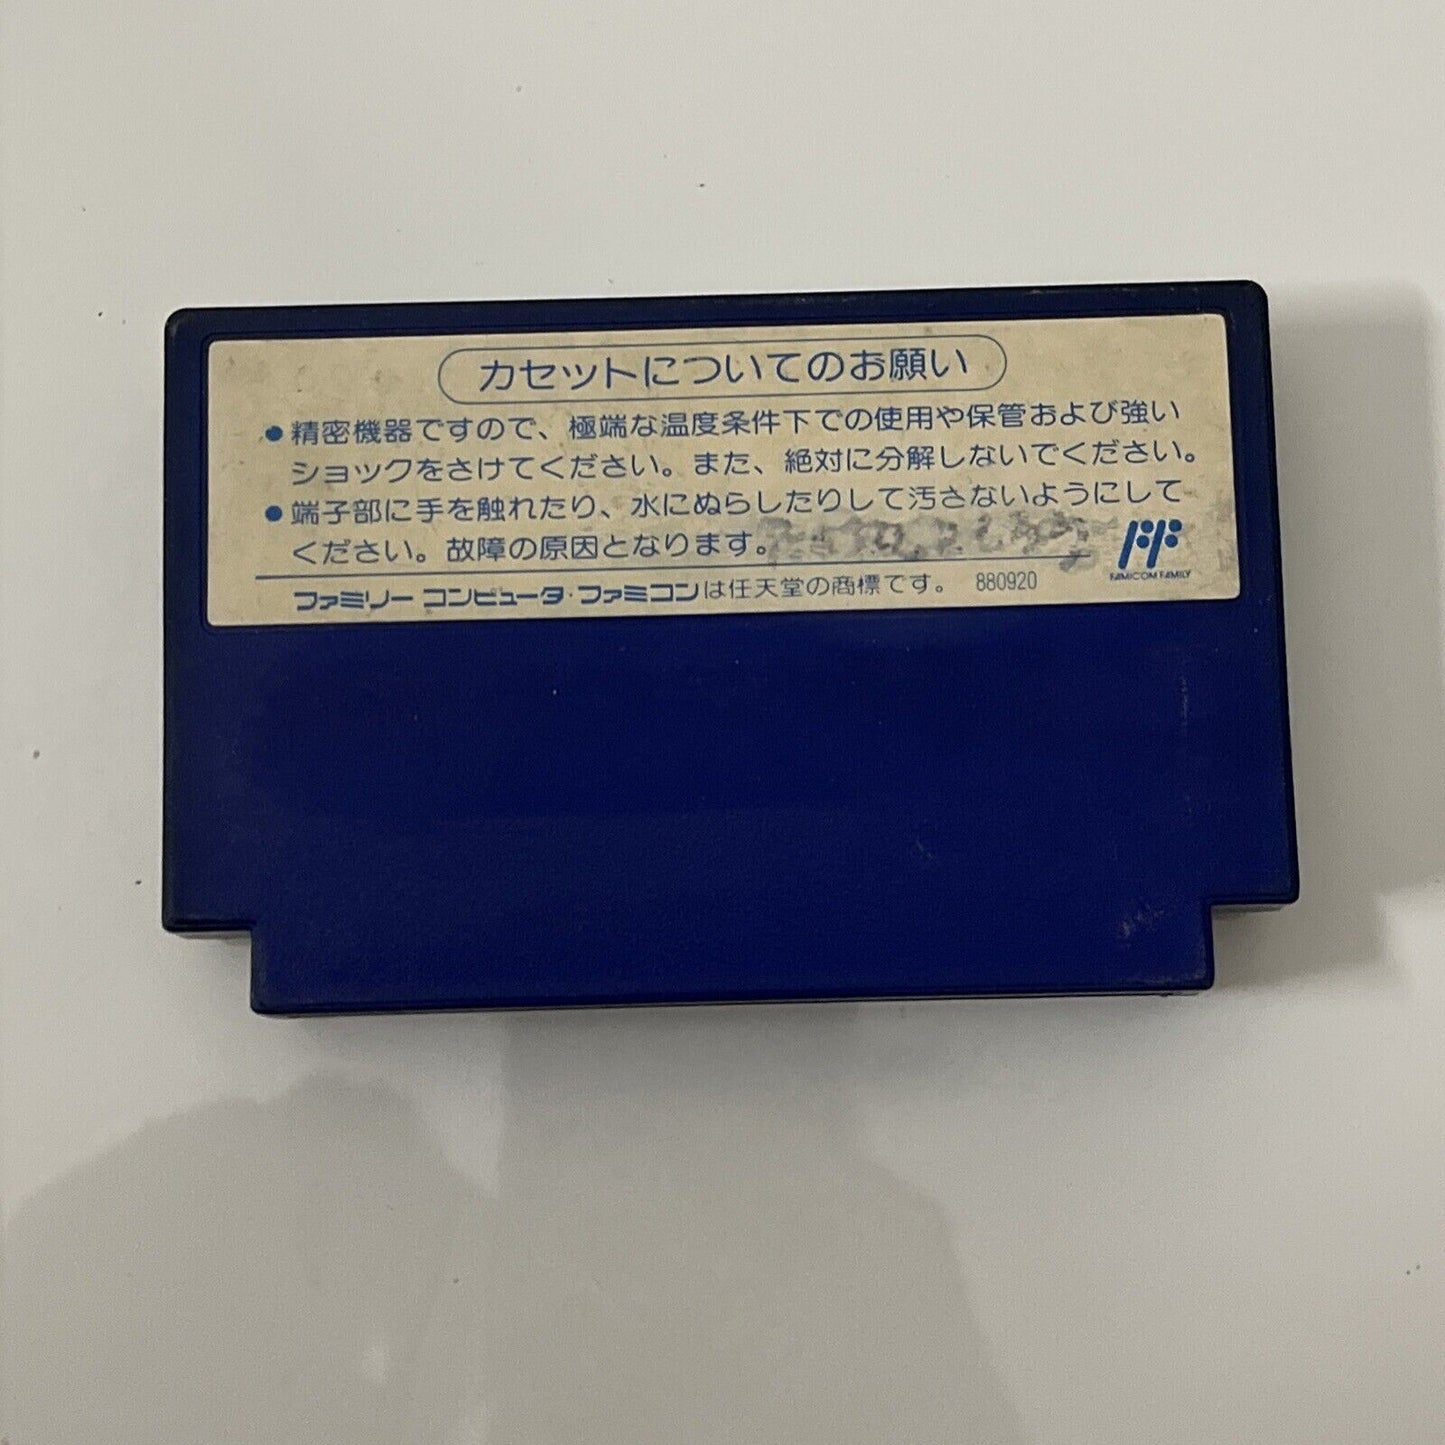 カセットについてのお願い
●精密機器ですので、極端な温度条件下での使用や保管および強い
ショックをさけてください。また、絶対に分解しないでください。
●端子部に手を触れたり、水にぬらしたりして汚さないようにして
ください。故障の原因となります。
FAMICOM FAMILY
ファミリー コンピュータ・ファミコンは任天堂の商標です。 880920